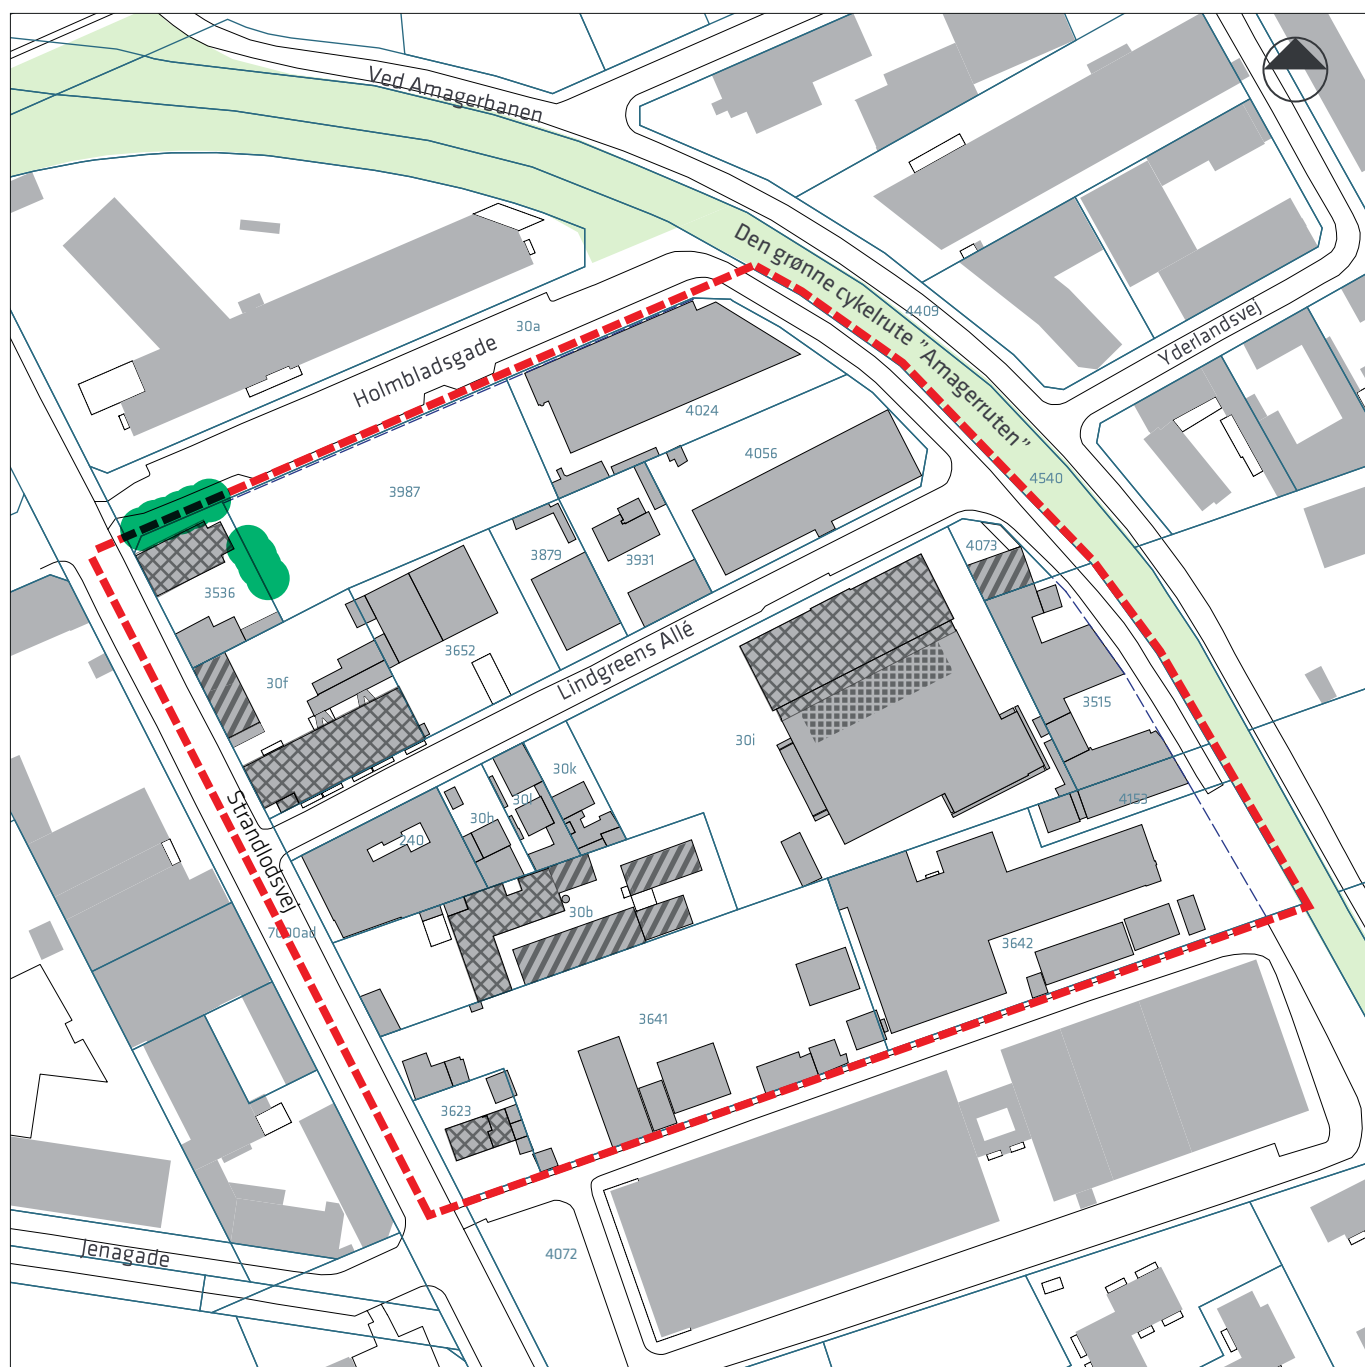 Ved Amagerbanen
Den grønne cykelrute "Amagerruten"
4409
Yderlandsvej
30a
Holmbladsgade
4024
4056
4540
3987
3879
3931
4073
3536
3652
Lindgreens Allé
30f
3515
30i
30k
30l
4153
30h
240
Strandlodsvej
30b
7000ad
3642
3641
3623
Jenagade
4072